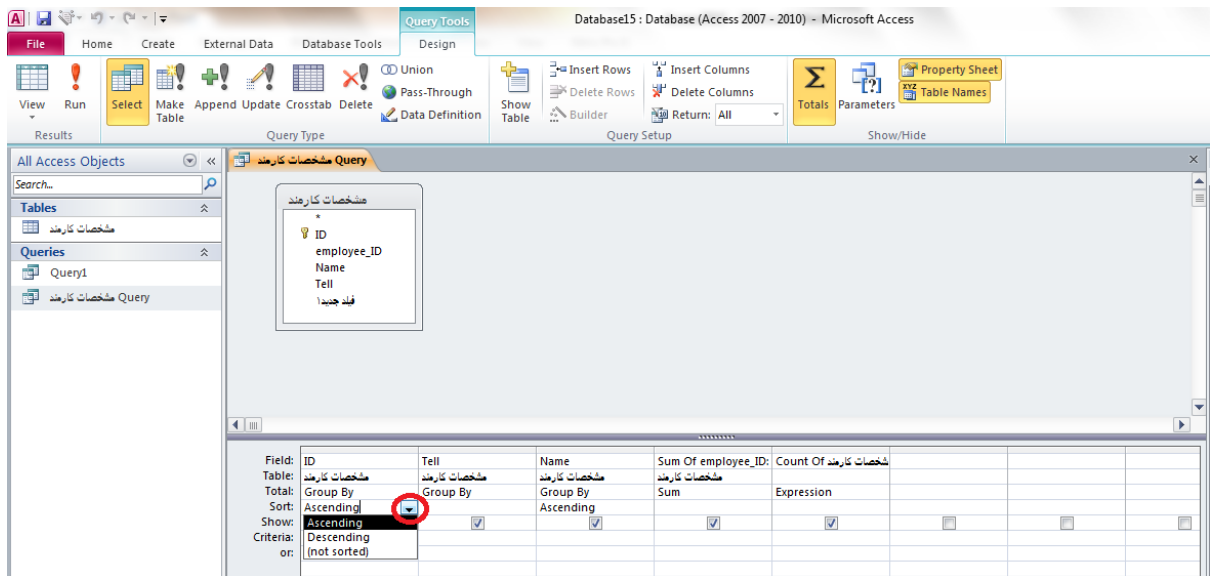 Query Tools Database15 : Database (Access 2007 - 2010) - Microsoft Access
File Home Create External Data Database Tools Design
View Run Select Make Table Append Update Crosstab Delete
Union
Pass-Through
Data Definition
Show Table
Insert Rows
Delete Rows
Builder
Insert Columns
Delete Columns
Return: All
Totals Parameters
Property Sheet
Table Names
Results Query Type Query Setup Show/Hide
All Access Objects
Search...
Tables
مشخصات کارمند
Queries
Query1
مشخصات کارمند Query
مشخصات کارمند Query
مشخصات کارمند
*
ID
employee_ID
Name
Tell
فیلد جدید۱
Field: ID Tell Name Sum Of employee_ID: Count Of مشخصات کارمند
Table: مشخصات کارمند مشخصات کارمند مشخصات کارمند مشخصات کارمند
Total: Group By Group By Group By Sum Expression
Sort: Ascending Ascending
Show: Ascending
Criteria: Descending
or: (not sorted)